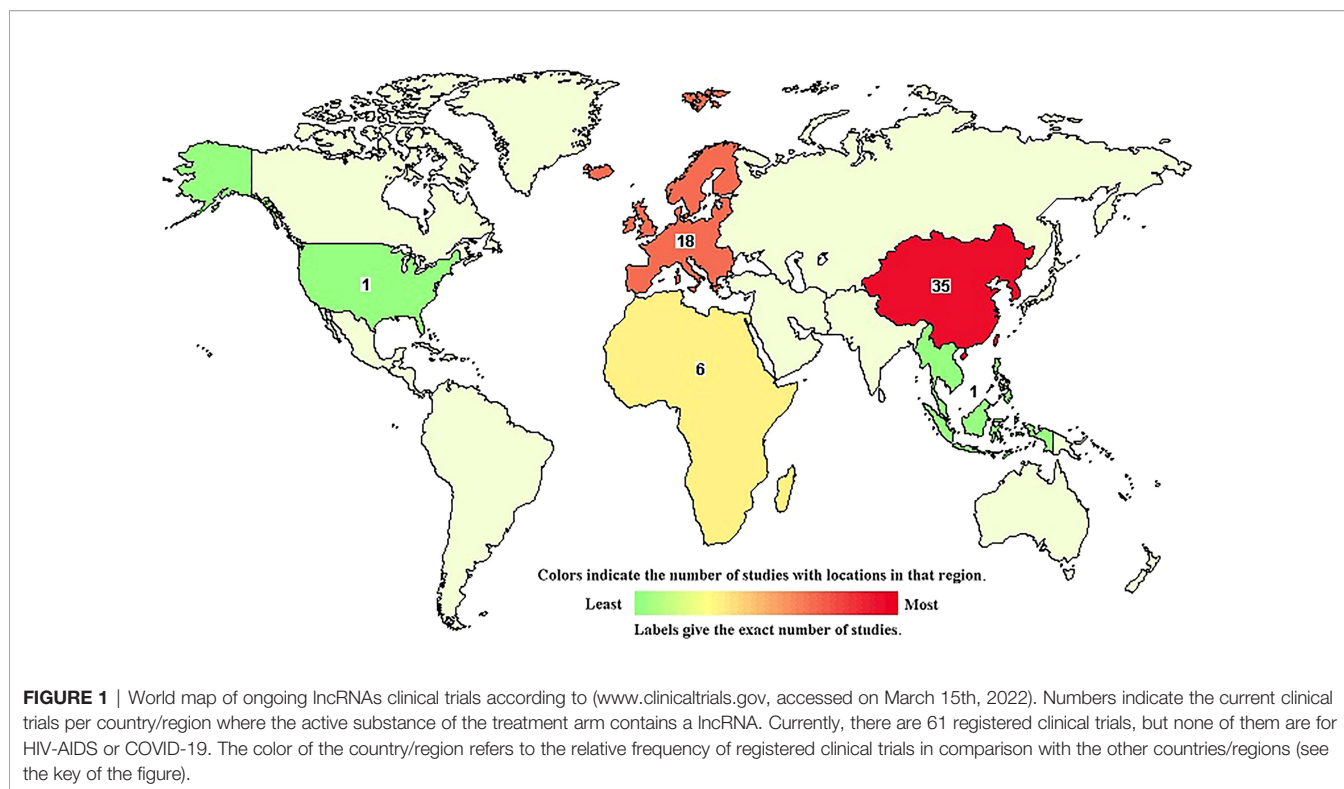 18
1
35
6
1
Colors indicate the number of studies with locations in that region.
Least Most
Labels give the exact number of studies.
FIGURE 1 | World map of ongoing lncRNAs clinical trials according to (www.clinicaltrials.gov, accessed on March 15th, 2022). Numbers indicate the current clinical
trials per country/region where the active substance of the treatment arm contains a lncRNA. Currently, there are 61 registered clinical trials, but none of them are for
HIV-AIDS or COVID-19. The color of the country/region refers to the relative frequency of registered clinical trials in comparison with the other countries/regions (see
the key of the figure).